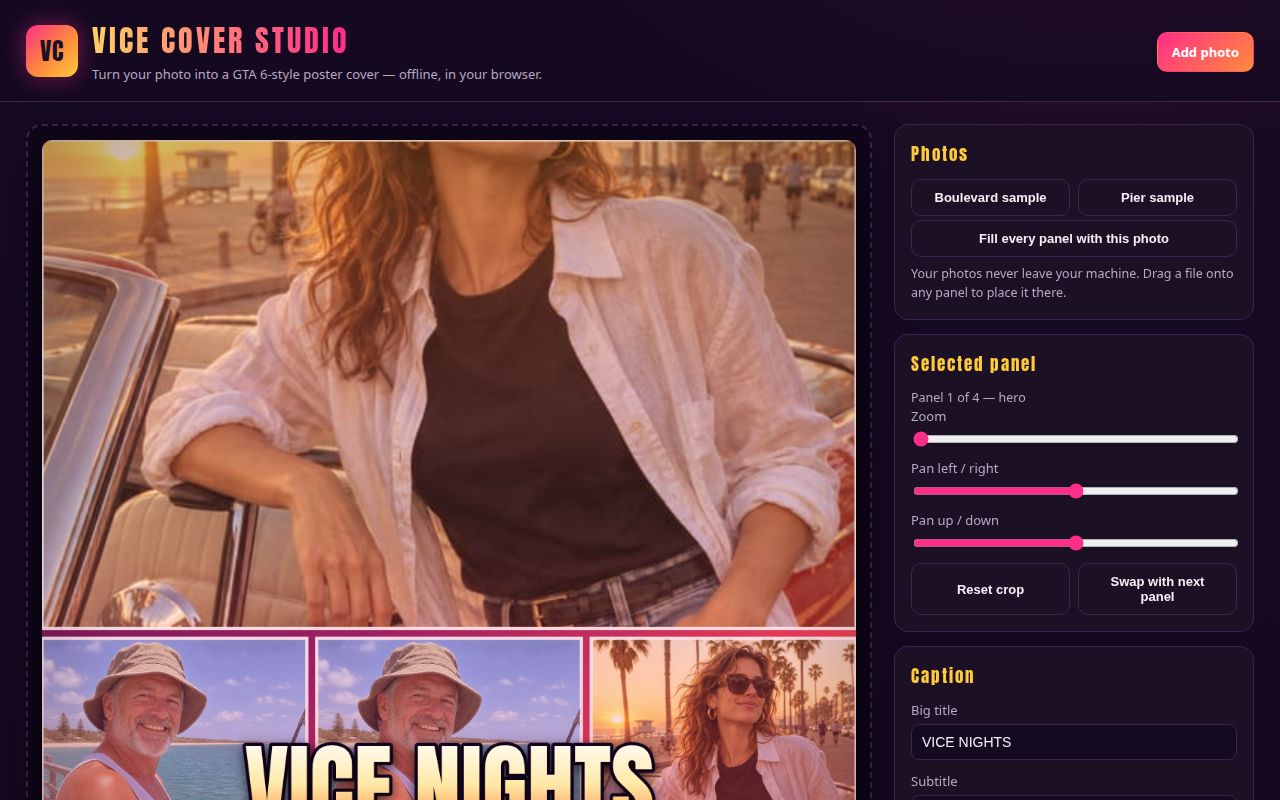 VC
VICE COVER STUDIO
Turn your photo into a GTA 6-style poster cover — offline, in your browser.
Add photo
Photos
Boulevard sample
Pier sample
Fill every panel with this photo
Your photos never leave your machine. Drag a file onto
any panel to place it there.
Selected panel
Panel 1 of 4 — hero
Zoom
Pan left / right
Pan up / down
Reset crop
Swap with next
panel
Caption
Big title
VICE NIGHTS
Subtitle
VICE NIGHTS